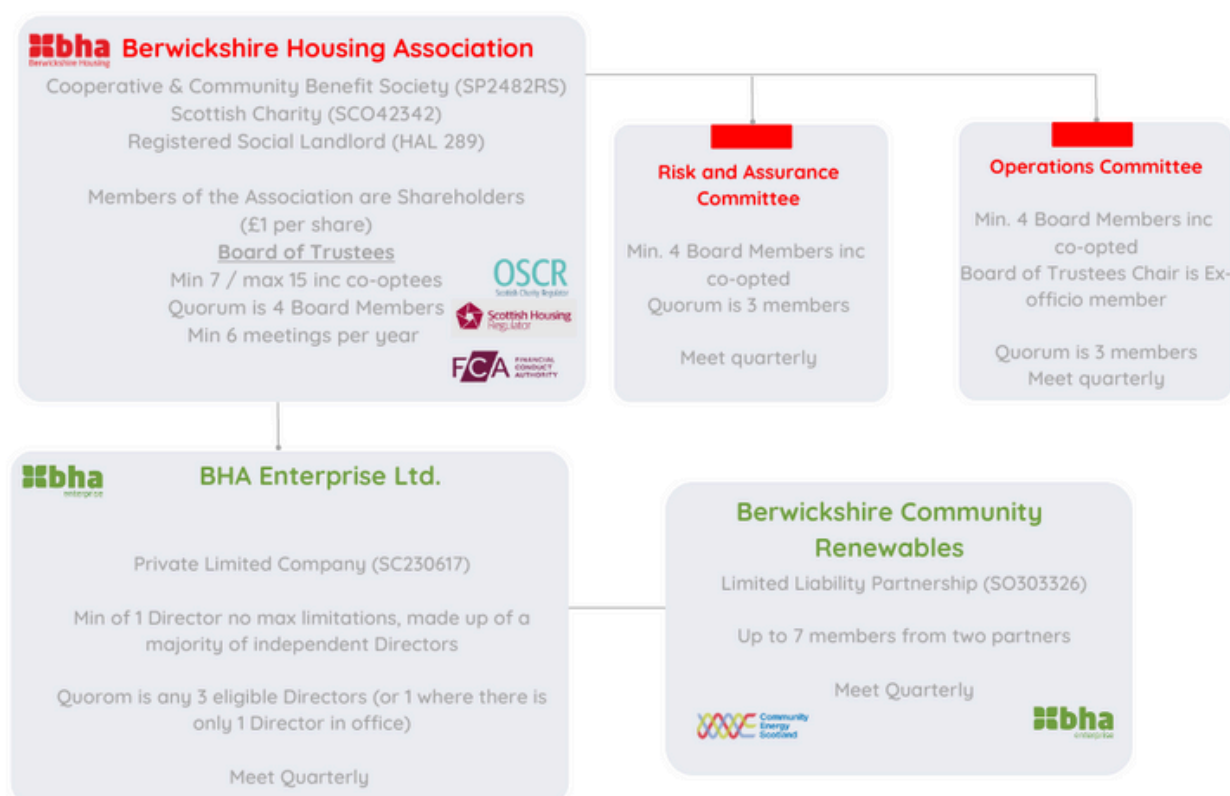 bha
Berwickshire Housing
Berwickshire Housing Association
Cooperative & Community Benefit Society (SP2482RS)
Scottish Charity (SCO42342)
Registered Social Landlord (HAL 289)
Members of the Association are Shareholders
(£1 per share)
Board of Trustees
Min 7 / max 15 inc co-optees
Quorum is 4 Board Members
Min 6 meetings per year
OSCR
Scottish Charity Regulator
Scottish Housing
Regulator
FCA
FINANCIAL
CONDUCT
AUTHORITY
Risk and Assurance
Committee
Min. 4 Board Members inc
co-opted
Quorum is 3 members
Meet quarterly
Operations Committee
Min. 4 Board Members inc
co-opted
Board of Trustees Chair is Ex-
officio member
Quorum is 3 members
Meet quarterly
bha
enterprise
BHA Enterprise Ltd.
Private Limited Company (SC230617)
Min of 1 Director no max limitations, made up of a
majority of independent Directors
Quorom is any 3 eligible Directors (or 1 where there is
only 1 Director in office)
Meet Quarterly
Berwickshire Community
Renewables
Limited Liability Partnership (SO303326)
Up to 7 members from two partners
Meet Quarterly
Community
Energy
Scotland
bha
enterprise